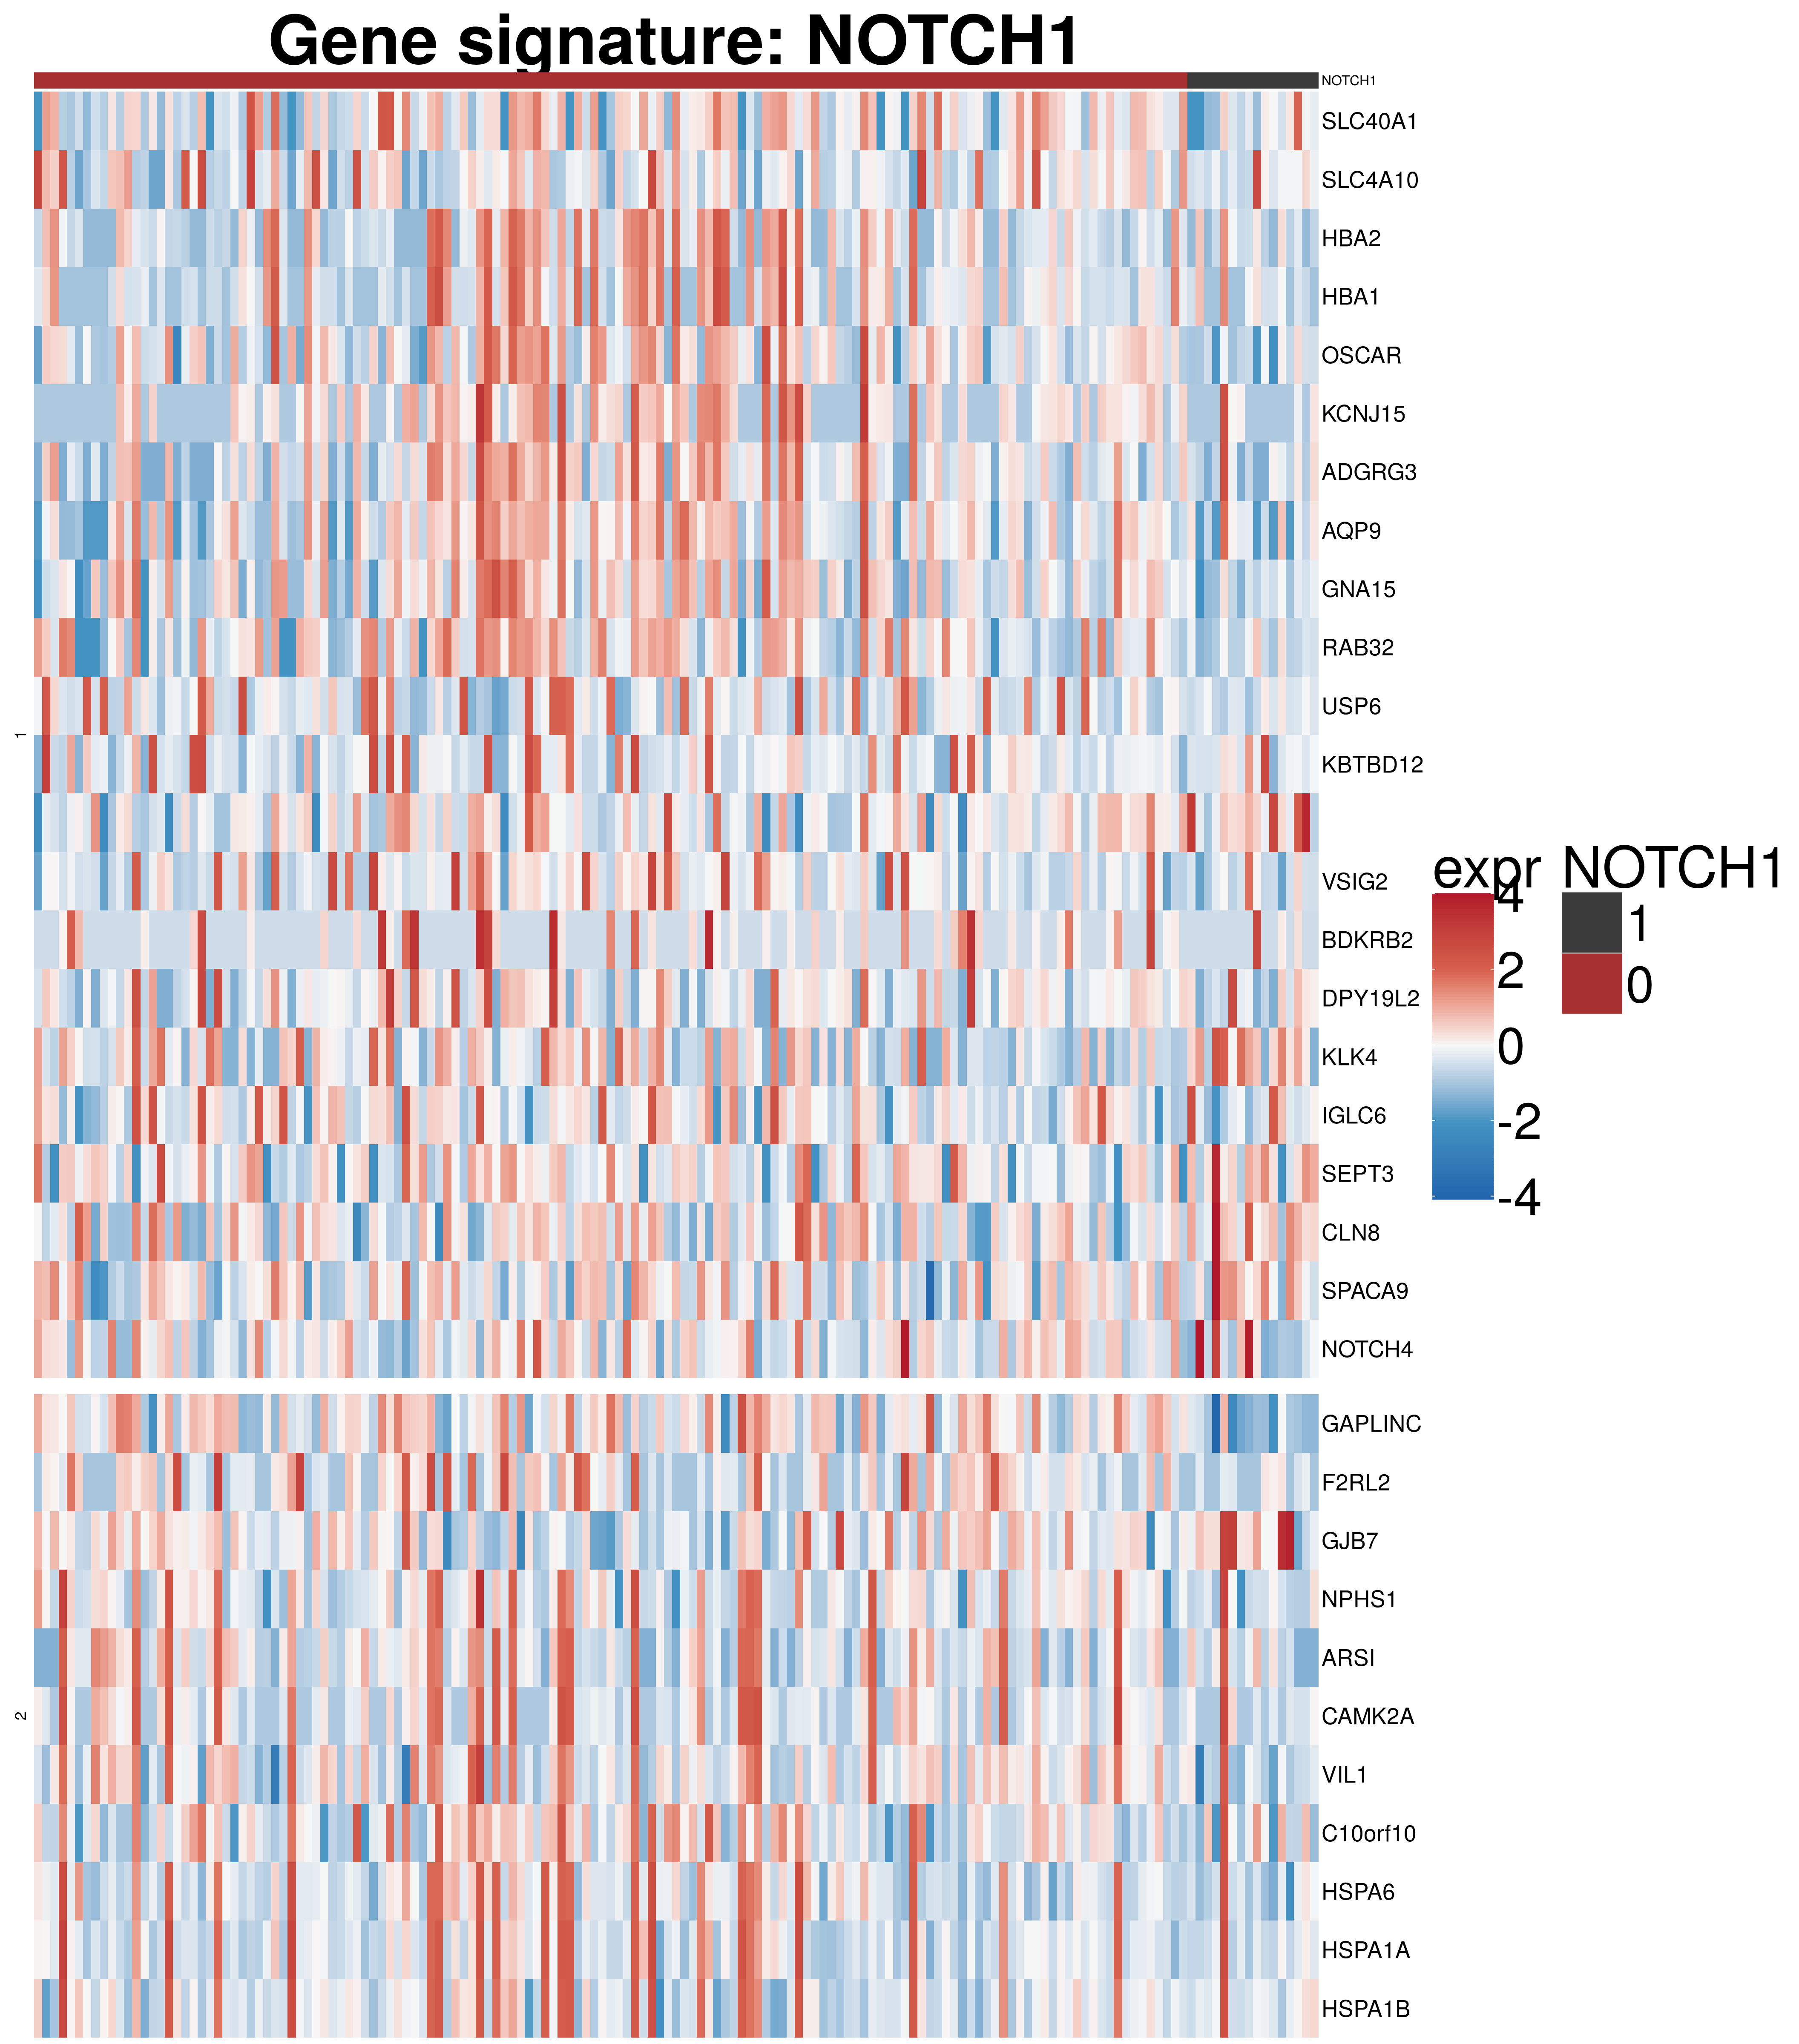 Gene signature: NOTCH1
NOTCH1
SLC40A1
SLC4A10
HBA2
HBA1
OSCAR
KCNJ15
ADGRG3
AQP9
GNA15
RAB32
USP6
1
KBTBD12
VSIG2
BDKRB2
DPY19L2
KLK4
IGLC6
SEPT3
CLN8
SPACA9
NOTCH4
GAPLINC
F2RL2
GJB7
NPHS1
ARSI
2
CAMK2A
VIL1
C10orf10
HSPA6
HSPA1A
HSPA1B
expr
4
2
0
-2
-4
NOTCH1
1
0